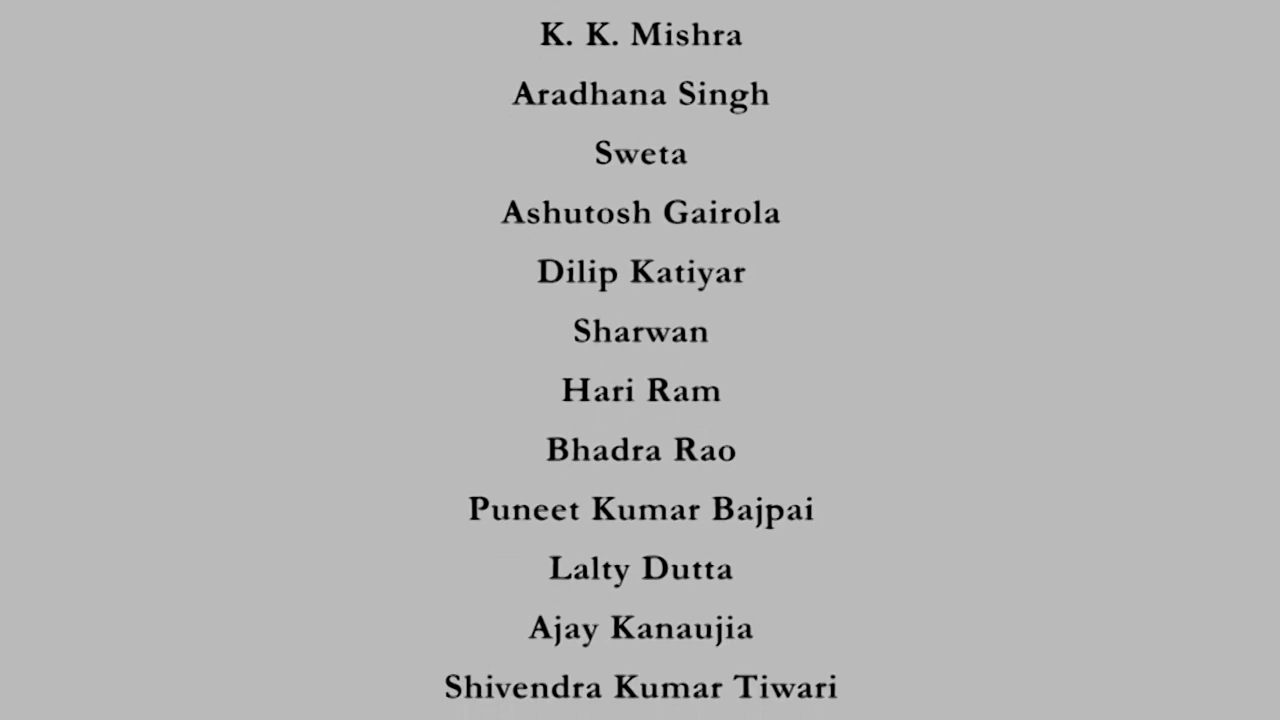 K. K. Mishra
Aradhana Singh
Sweta
Ashutosh Gairola
Dilip Katiyar
Sharwan
Hari Ram
Bhadra Rao
Puneet Kumar Bajpai
Lalty Dutta
Ajay Kanaujia
Shivendra Kumar Tiwari